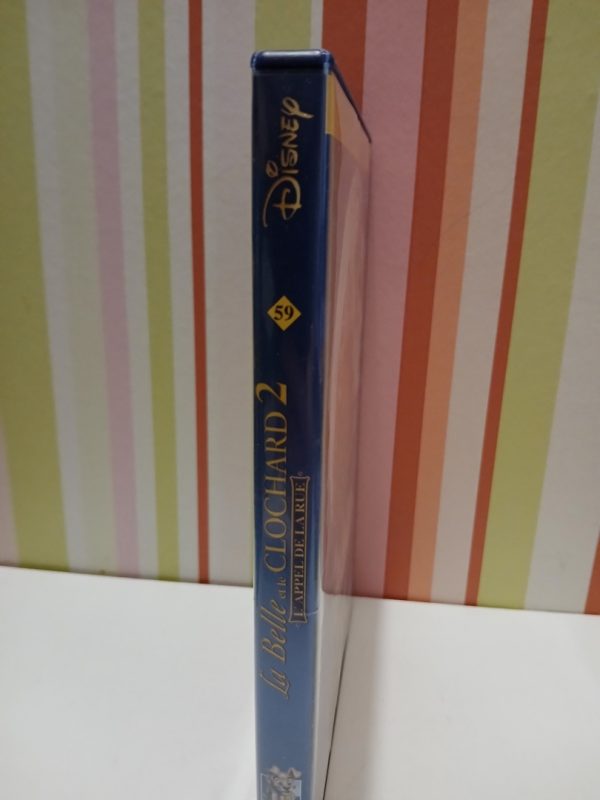 DISNEY
59
La Belle et le CLOCHARD 2
L'APPEL DE LA RUE